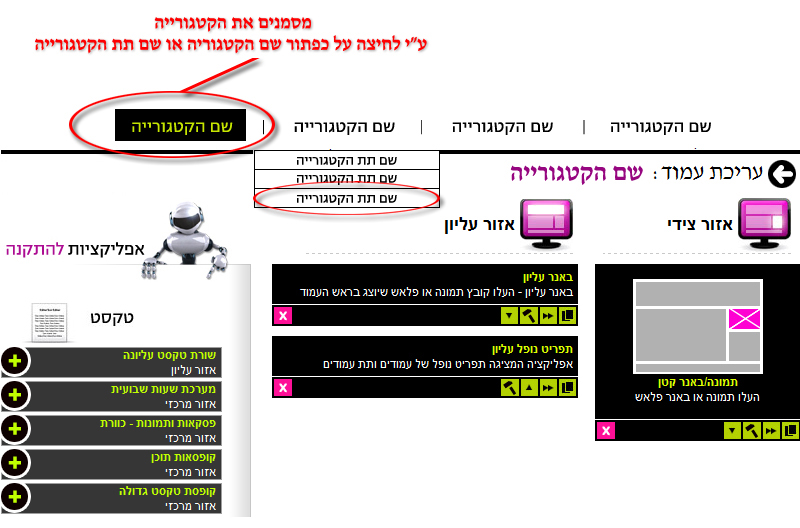 מסמנים את הקטגורייה
ע"י לחיצה על כפתור שם הקטגוריה או שם תת הקטגורייה
שם הקטגורייה
שם הקטגורייה
שם הקטגורייה
שם הקטגורייה
שם תת הקטגורייה
שם תת הקטגורייה
שם תת הקטגורייה
עריכת עמוד: שם הקטגורייה
אזור צידי
אזור עליון
אפליקציות להתקנה
תמונה/באנר קטן
העלו תמונה או באנר פלאש
באנר עליון
באנר עליון - העלו קובץ תמונה או פלאש שיוצג בראש העמוד
X
תפריט נופל עליון
אפליקציה המציגה תפריט נופל של עמודים ותת עמודים
X
X
טקסט
שורת טקסט עליונה
אזור עליון
מערכת שעות שבועית
אזור מרכזי
פסקאות ותמונות - כוורת
אזור מרכזי
קופסאות תוכן
אזור מרכזי
קופסת טקסט גדולה
אזור מרכזי